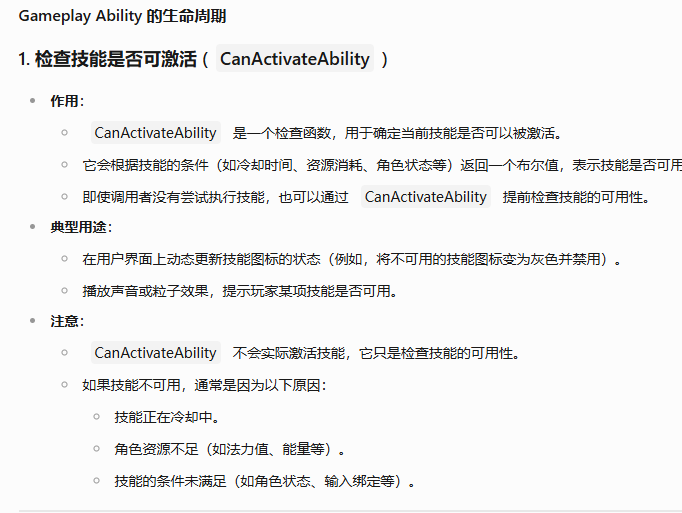 Gameplay Ability 的生命周期
1. 检查技能是否可激活 ( CanActivateAbility )
作用:
CanActivateAbility 是一个检查函数，用于确定当前技能是否可以被激活。
它会根据技能的条件（如冷却时间、资源消耗、角色状态等）返回一个布尔值，表示技能是否可用
即使调用者没有尝试执行技能，也可以通过 CanActivateAbility 提前检查技能的可用性。
典型用途:
在用户界面上动态更新技能图标的状态（例如，将不可用的技能图标变为灰色并禁用）。
播放声音或粒子效果，提示玩家某项技能是否可用。
注意:
CanActivateAbility 不会实际激活技能，它只是检查技能的可用性。
如果技能不可用，通常是因为以下原因：
技能正在冷却中。
角色资源不足（如法力值、能量等）。
技能的条件未满足（如角色状态、输入绑定等）。